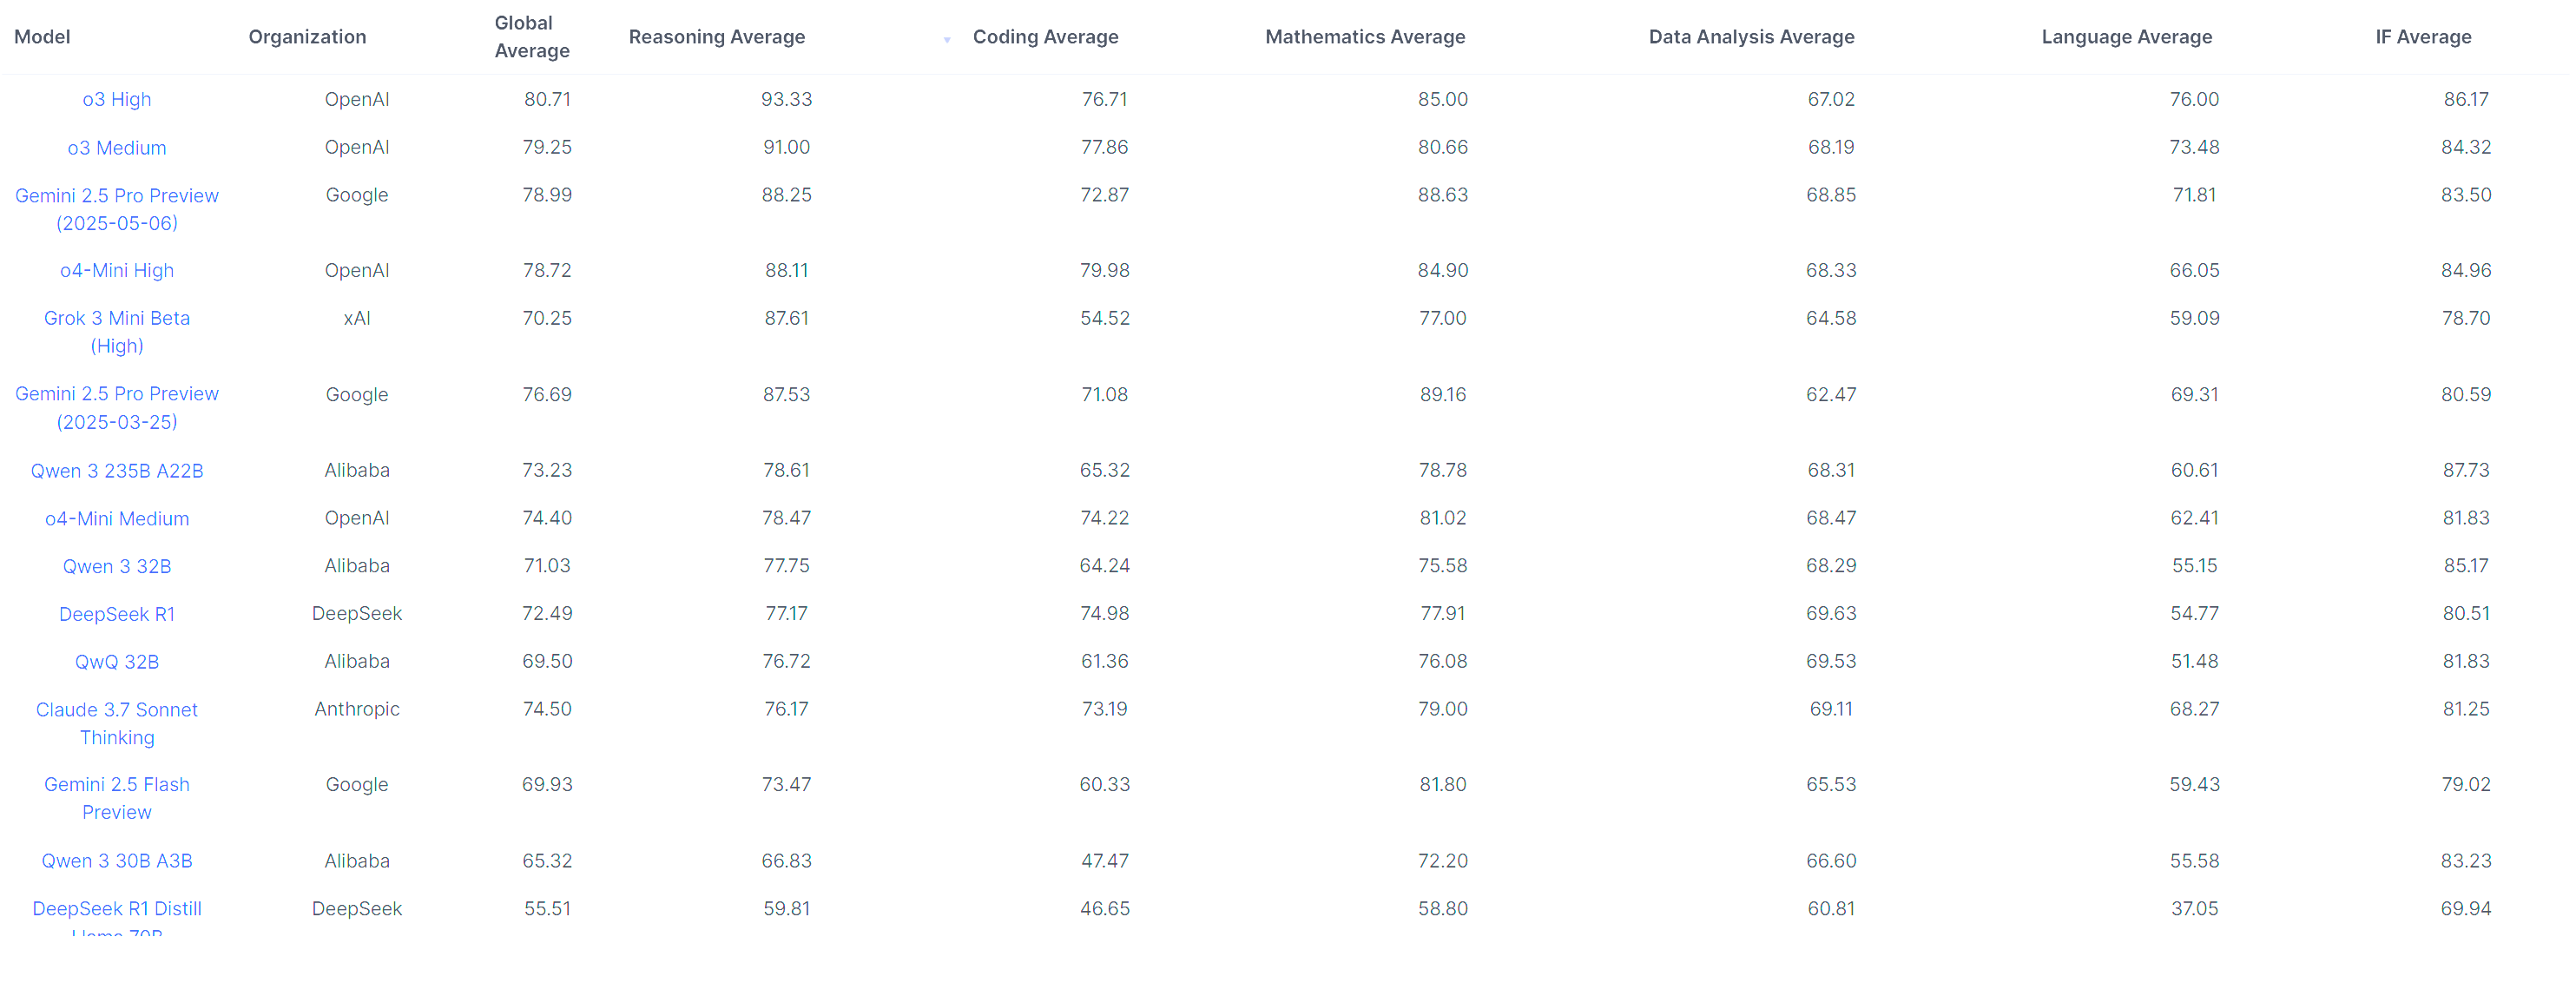 Model Organization Global Average Reasoning Average Coding Average Mathematics Average Data Analysis Average Language Average IF Average
o3 High OpenAI 80.71 93.33 76.71 85.00 67.02 76.00 86.17
o3 Medium OpenAI 79.25 91.00 77.86 80.66 68.19 73.48 84.32
Gemini 2.5 Pro Preview (2025-05-06) Google 78.99 88.25 72.87 88.63 68.85 71.81 83.50
o4-Mini High OpenAI 78.72 88.11 79.98 84.90 68.33 66.05 84.96
Grok 3 Mini Beta (High) xAI 70.25 87.61 54.52 77.00 64.58 59.09 78.70
Gemini 2.5 Pro Preview (2025-03-25) Google 76.69 87.53 71.08 89.16 62.47 69.31 80.59
Qwen 3 235B A22B Alibaba 73.23 78.61 65.32 78.78 68.31 60.61 87.73
o4-Mini Medium OpenAI 74.40 78.47 74.22 81.02 68.47 62.41 81.83
Qwen 3 32B Alibaba 71.03 77.75 64.24 75.58 68.29 55.15 85.17
DeepSeek R1 DeepSeek 72.49 77.17 74.98 77.91 69.63 54.77 80.51
QwQ 32B Alibaba 69.50 76.72 61.36 76.08 69.53 51.48 81.83
Claude 3.7 Sonnet Thinking Anthropic 74.50 76.17 73.19 79.00 69.11 68.27 81.25
Gemini 2.5 Flash Preview Google 69.93 73.47 60.33 81.80 65.53 59.43 79.02
Qwen 3 30B A3B Alibaba 65.32 66.83 47.47 72.20 66.60 55.58 83.23
DeepSeek R1 Distill Llama 70B DeepSeek 55.51 59.81 46.65 58.80 60.81 37.05 69.94